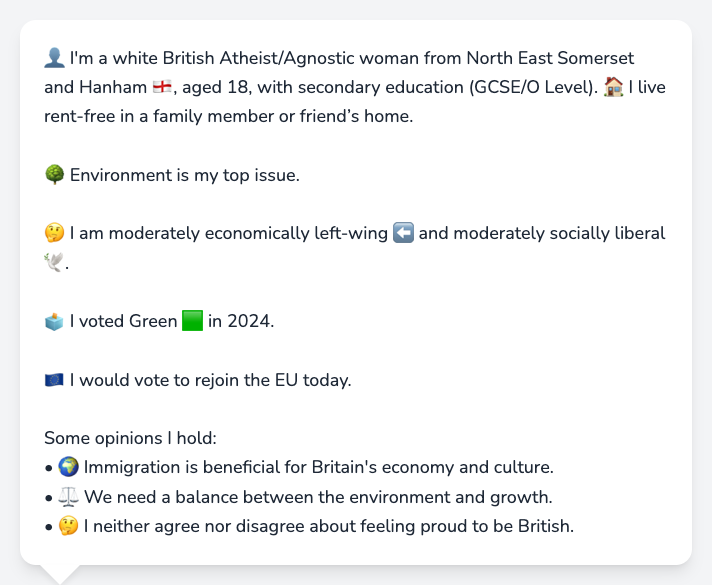 👤 I'm a white British Atheist/Agnostic woman from North East Somerset
and Hanham 🏴󠁧󠁢󠁥󠁮󠁧󠁿, aged 18, with secondary education (GCSE/O Level). 🏠 I live
rent-free in a family member or friend’s home.
🌳 Environment is my top issue.
🤔 I am moderately economically left-wing ⬅️ and moderately socially liberal
🕊️.
🗳️ I voted Green 🟩 in 2024.
🇪🇺 I would vote to rejoin the EU today.
Some opinions I hold:
• 🌍 Immigration is beneficial for Britain's economy and culture.
• ⚖️ We need a balance between the environment and growth.
• 🤔 I neither agree nor disagree about feeling proud to be British.